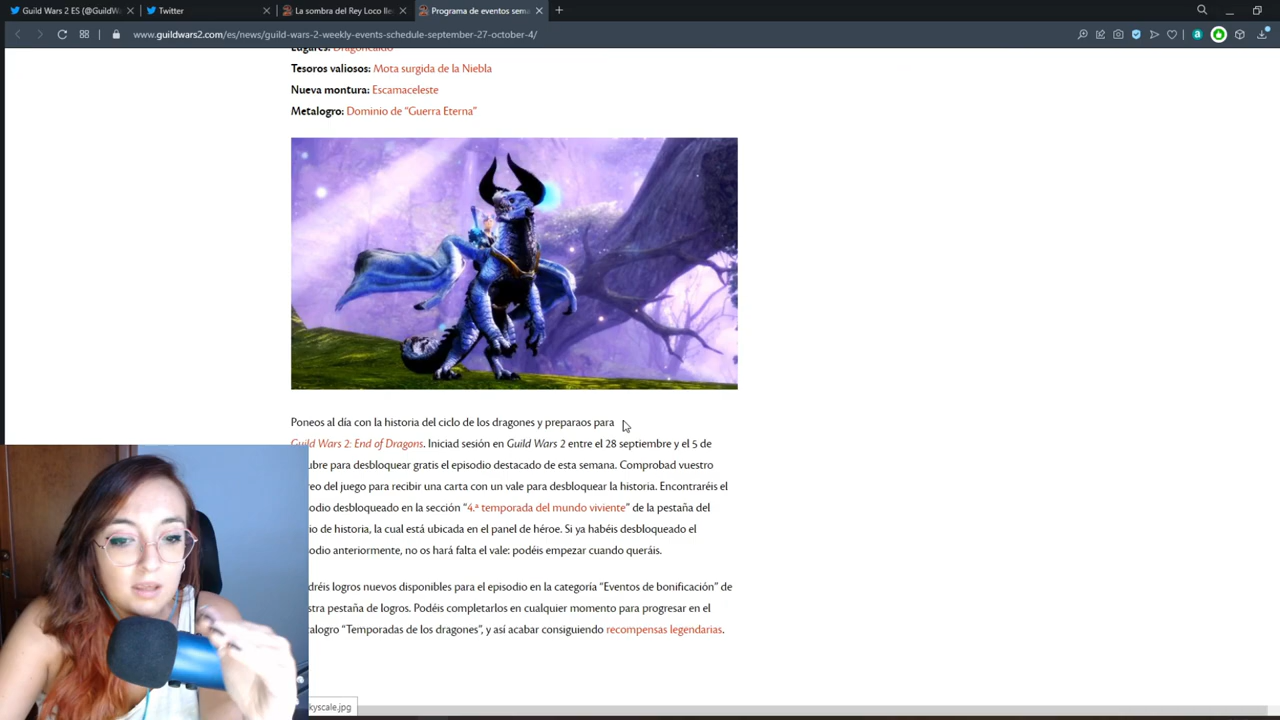 Guild Wars 2 ES (@GuildW
Twitter
La sombra del Rey Loco lle
Programa de eventos sema
www.guildwars2.com/es/news/guild-wars-2-weekly-events-schedule-september-27-october-4/
Lugares: Dragoncaído
Tesoros valiosos: Mota surgida de la Niebla
Nueva montura: Escamaceleste
Metalogro: Dominio de “Guerra Eterna”
Poneos al día con la historia del ciclo de los dragones y preparaos para
Guild Wars 2: End of Dragons. Iniciad sesión en Guild Wars 2 entre el 28 septiembre y el 5 de
ubre para desbloquear gratis el episodio destacado de esta semana. Comprobad vuestro
reo del juego para recibir una carta con un vale para desbloquear la historia. Encontraréis el
odio desbloqueado en la sección “4.ª temporada del mundo viviente” de la pestaña del
io de historia, la cual está ubicada en el panel de héroe. Si ya habéis desbloqueado el
odio anteriormente, no os hará falta el vale: podéis empezar cuando queráis.
dréis logros nuevos disponibles para el episodio en la categoría “Eventos de bonificación” de
stra pestaña de logros. Podéis completarlos en cualquier momento para progresar en el
talogro “Temporadas de los dragones”, y así acabar consiguiendo recompensas legendarias.
kyscale.jpg